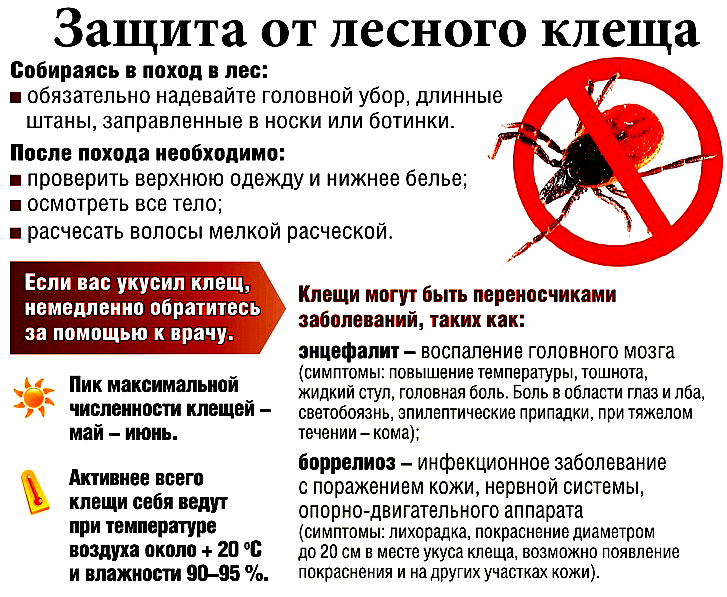 Защита от лесного клеща
Собираясь в поход в лес:
■ обязательно надевайте головной убор, длинные
штаны, заправленные в носки или ботинки.
После похода необходимо:
■ проверить верхнюю одежду и нижнее белье;
■ осмотреть все тело;
■ расчесать волосы мелкой расческой.
Если вас укусил клещ,
немедленно обратитесь
за помощью к врачу.
Пик максимальной
численности клещей –
май – июнь.
Активнее всего
клещи себя ведут
при температуре
воздуха около + 20 ºС
и влажности 90–95 %.
Клещи могут быть переносчиками
заболеваний, таких как:
энцефалит – воспаление головного мозга
(симптомы: повышение температуры, тошнота,
жидкий стул, головная боль. Боль в области глаз и лба,
светобоязнь, эпилептические припадки, при тяжелом
течении – кома);
боррелиоз – инфекционное заболевание
с поражением кожи, нервной системы,
опорно-двигательного аппарата
(симптомы: лихорадка, покраснение диаметром
до 20 см в месте укуса клеща, возможно появление
покраснения и на других участках кожи).